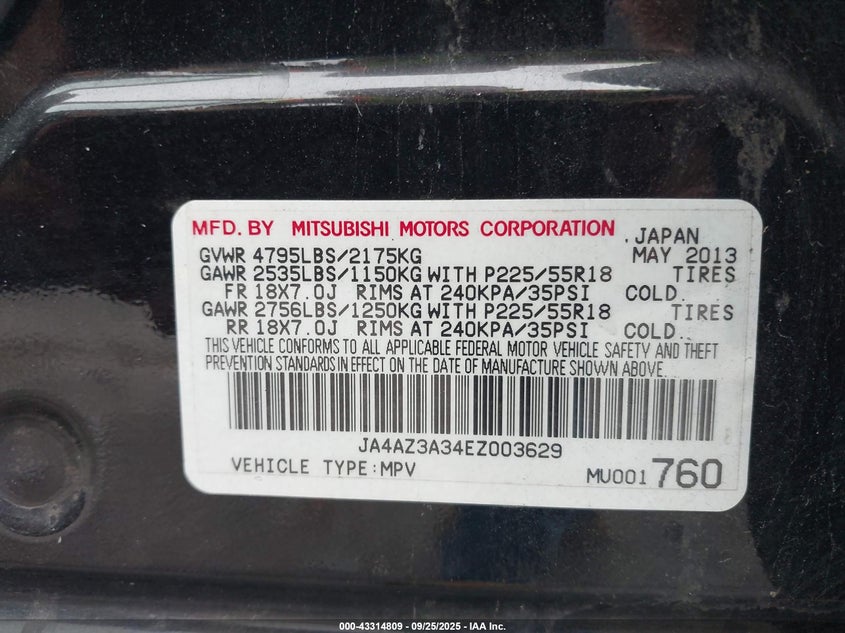 MFD. BY MITSUBISHI MOTORS CORPORATION .JAPAN
GVWR 4795LBS/2175KG MAY 2013
GAWR 2535LBS/1150KG WITH P225/55R18 TIRES
FR 18X7.0J RIMS AT 240KPA/35PSI COLD.
GAWR 2756LBS/1250KG WITH P225/55R18 TIRES
RR 18X7.0J RIMS AT 240KPA/35PSI COLD.
THIS VEHICLE CONFORMS TO ALL APPLICABLE FEDERAL MOTOR VEHICLE SAFETY AND THEFT
PREVENTION STANDARDS IN EFFECT ON THE DATE OF MANUFACTURE SHOWN ABOVE.
JA4AZ3A34EZ003629
VEHICLE TYPE:MPV MU001760
000-43314809 - 09/25/2025 - IAA Inc.